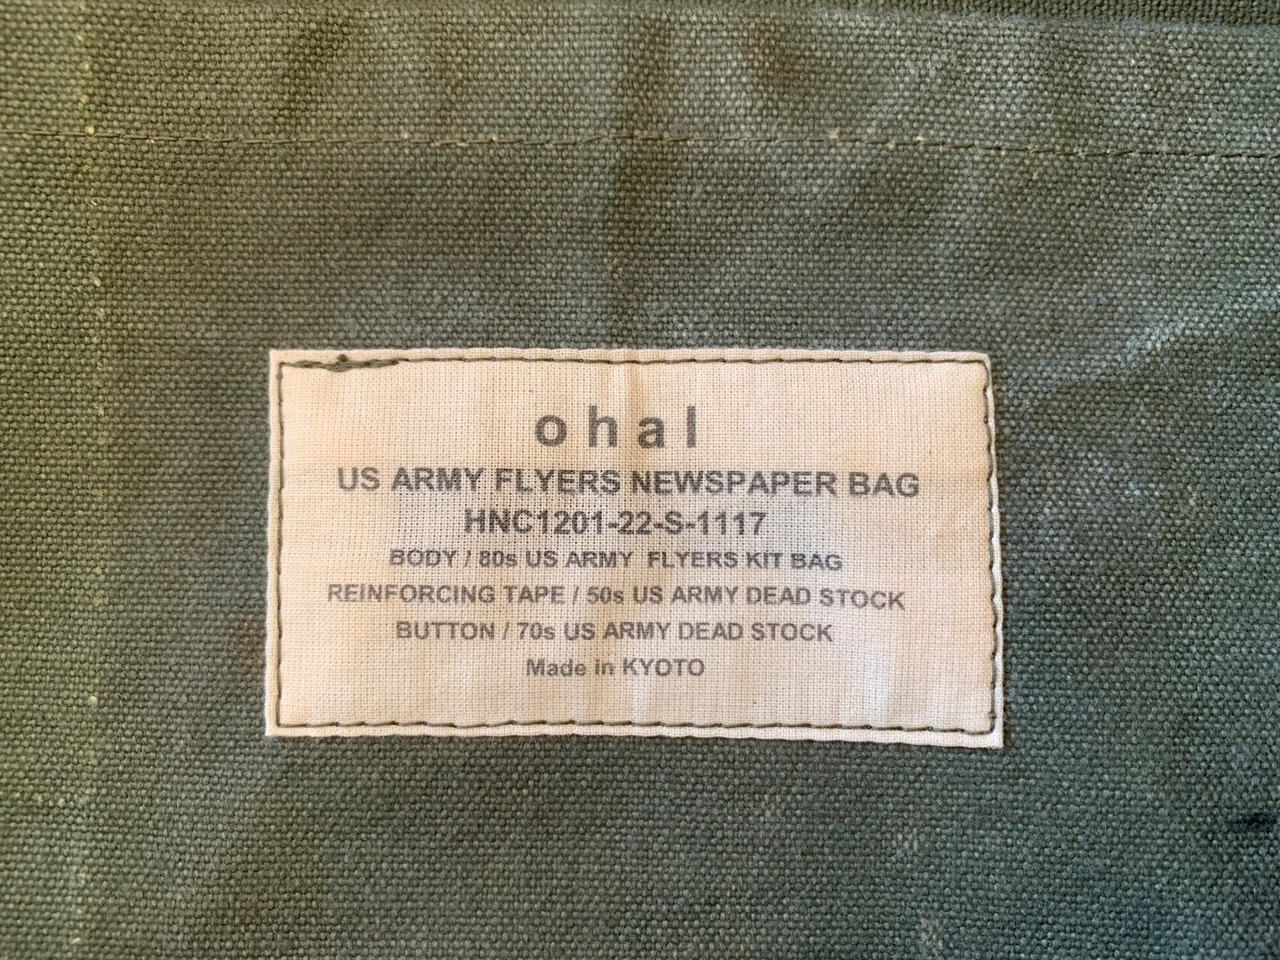 ohal
US ARMY FLYERS NEWSPAPER BAG
HNC1201-22-S-1117
BODY / 80s US ARMY FLYERS KIT BAG
REINFORCING TAPE / 50s US ARMY DEAD STOCK
BUTTON / 70s US ARMY DEAD STOCK
Made in KYOTO